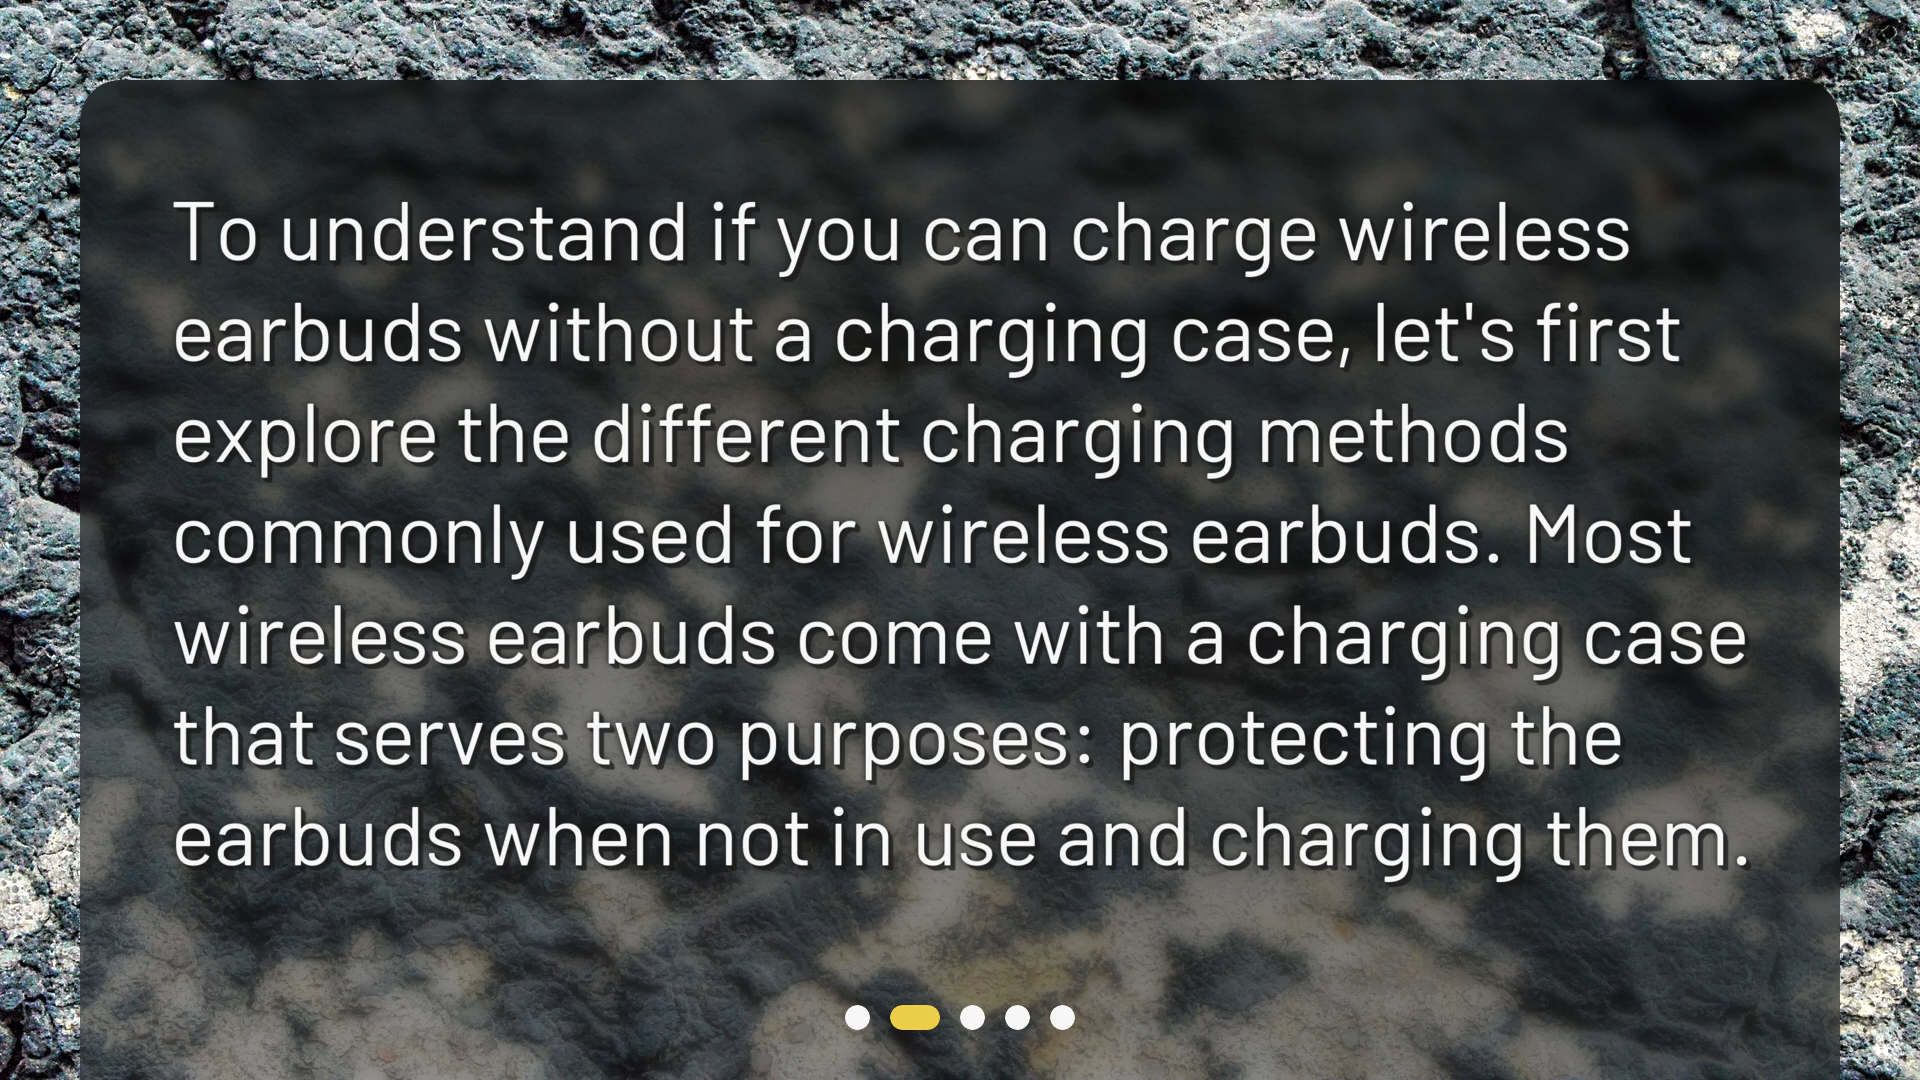 To understand if you can charge wireless
earbuds without a charging case, let's first
explore the different charging methods
commonly used for wireless earbuds. Most
wireless earbuds come with a charging case
that serves two purposes: protecting the
earbuds when not in use and charging them.